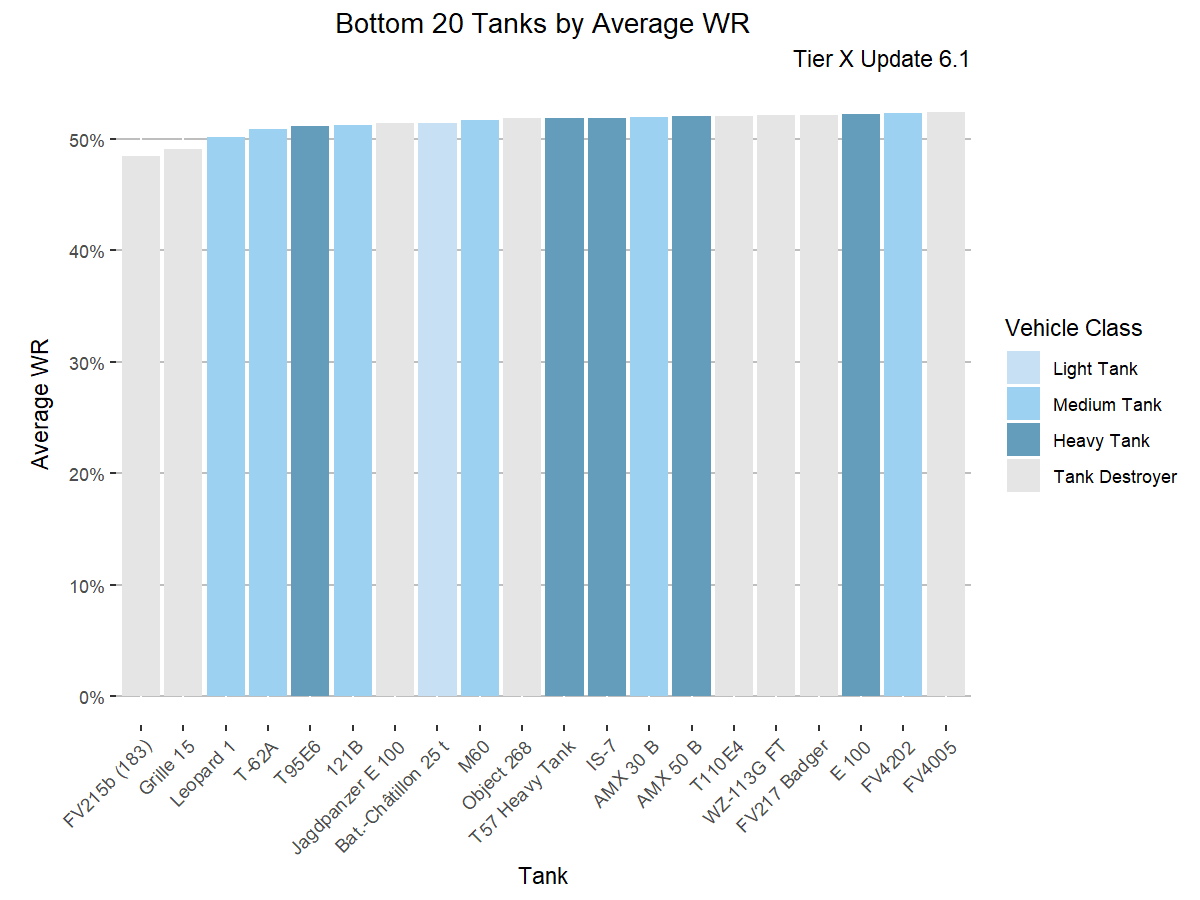 Bottom 20 Tanks by Average WR
Tier X Update 6.1
Average WR
50%
40%
30%
20%
10%
0%
FV215b (183)
Grille 15
Leopard 1
T-62A
T95E6
121B
Jagdpanzer E 100
Bat.-Châtillon 25 t
M60
Object 268
T57 Heavy Tank
IS-7
AMX 30 B
AMX 50 B
T110E4
WZ-113G FT
FV217 Badger
E 100
FV4202
FV4005
Tank
Vehicle Class
Light Tank
Medium Tank
Heavy Tank
Tank Destroyer